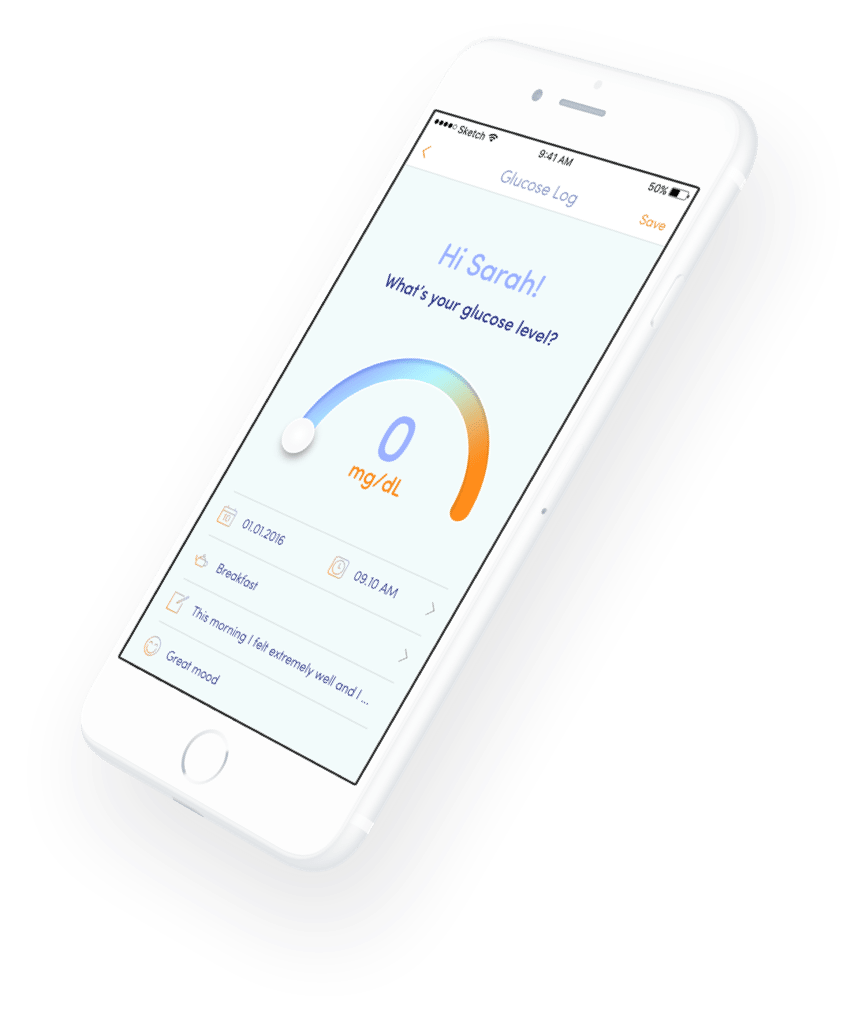 Sketch 9:41 AM 50%
Glucose Log
Save
Hi Sarah!
What's your glucose level?
0
mg/dL
10 01.01.2016 09.10 AM
Breakfast
This morning I felt extremely well and I ...
Great mood